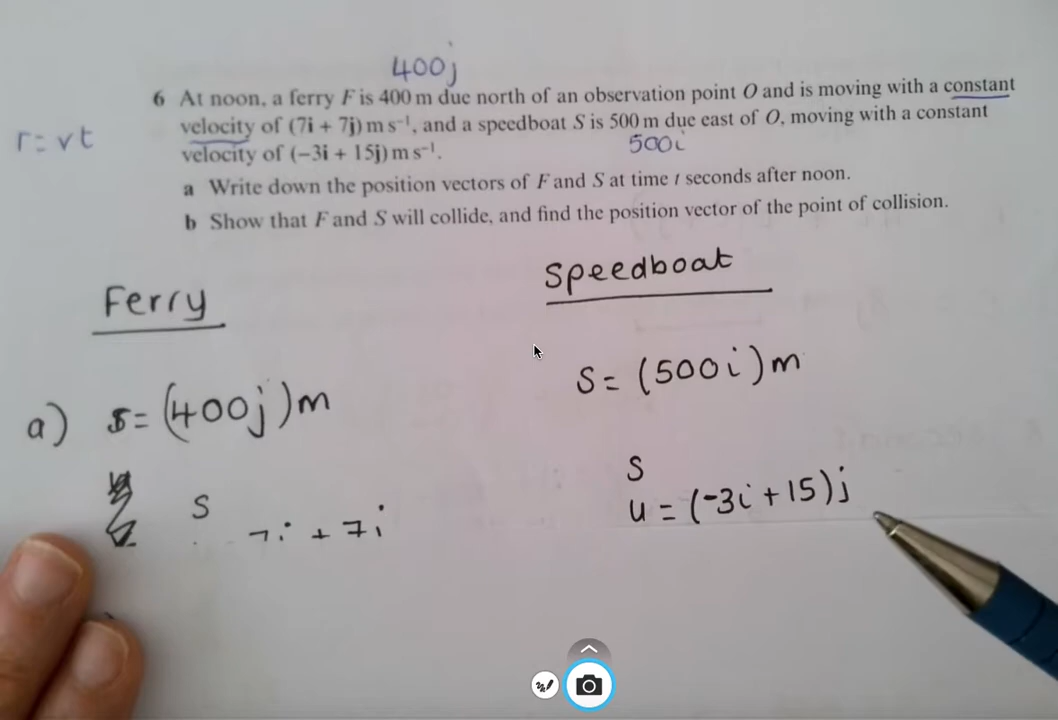 400j
6 At noon, a ferry F is 400 m due north of an observation point O and is moving with a constant
r=vt
velocity of (7i + 7j) m s⁻¹, and a speedboat S is 500 m due east of O, moving with a constant
velocity of (−3i + 15j) m s⁻¹.
500i
a Write down the position vectors of F and S at time t seconds after noon.
b Show that F and S will collide, and find the position vector of the point of collision.
Ferry
Speedboat
a) s=(400j)m
S=(500i)m
S
7i + 7j
S
u = (-3i+15)j